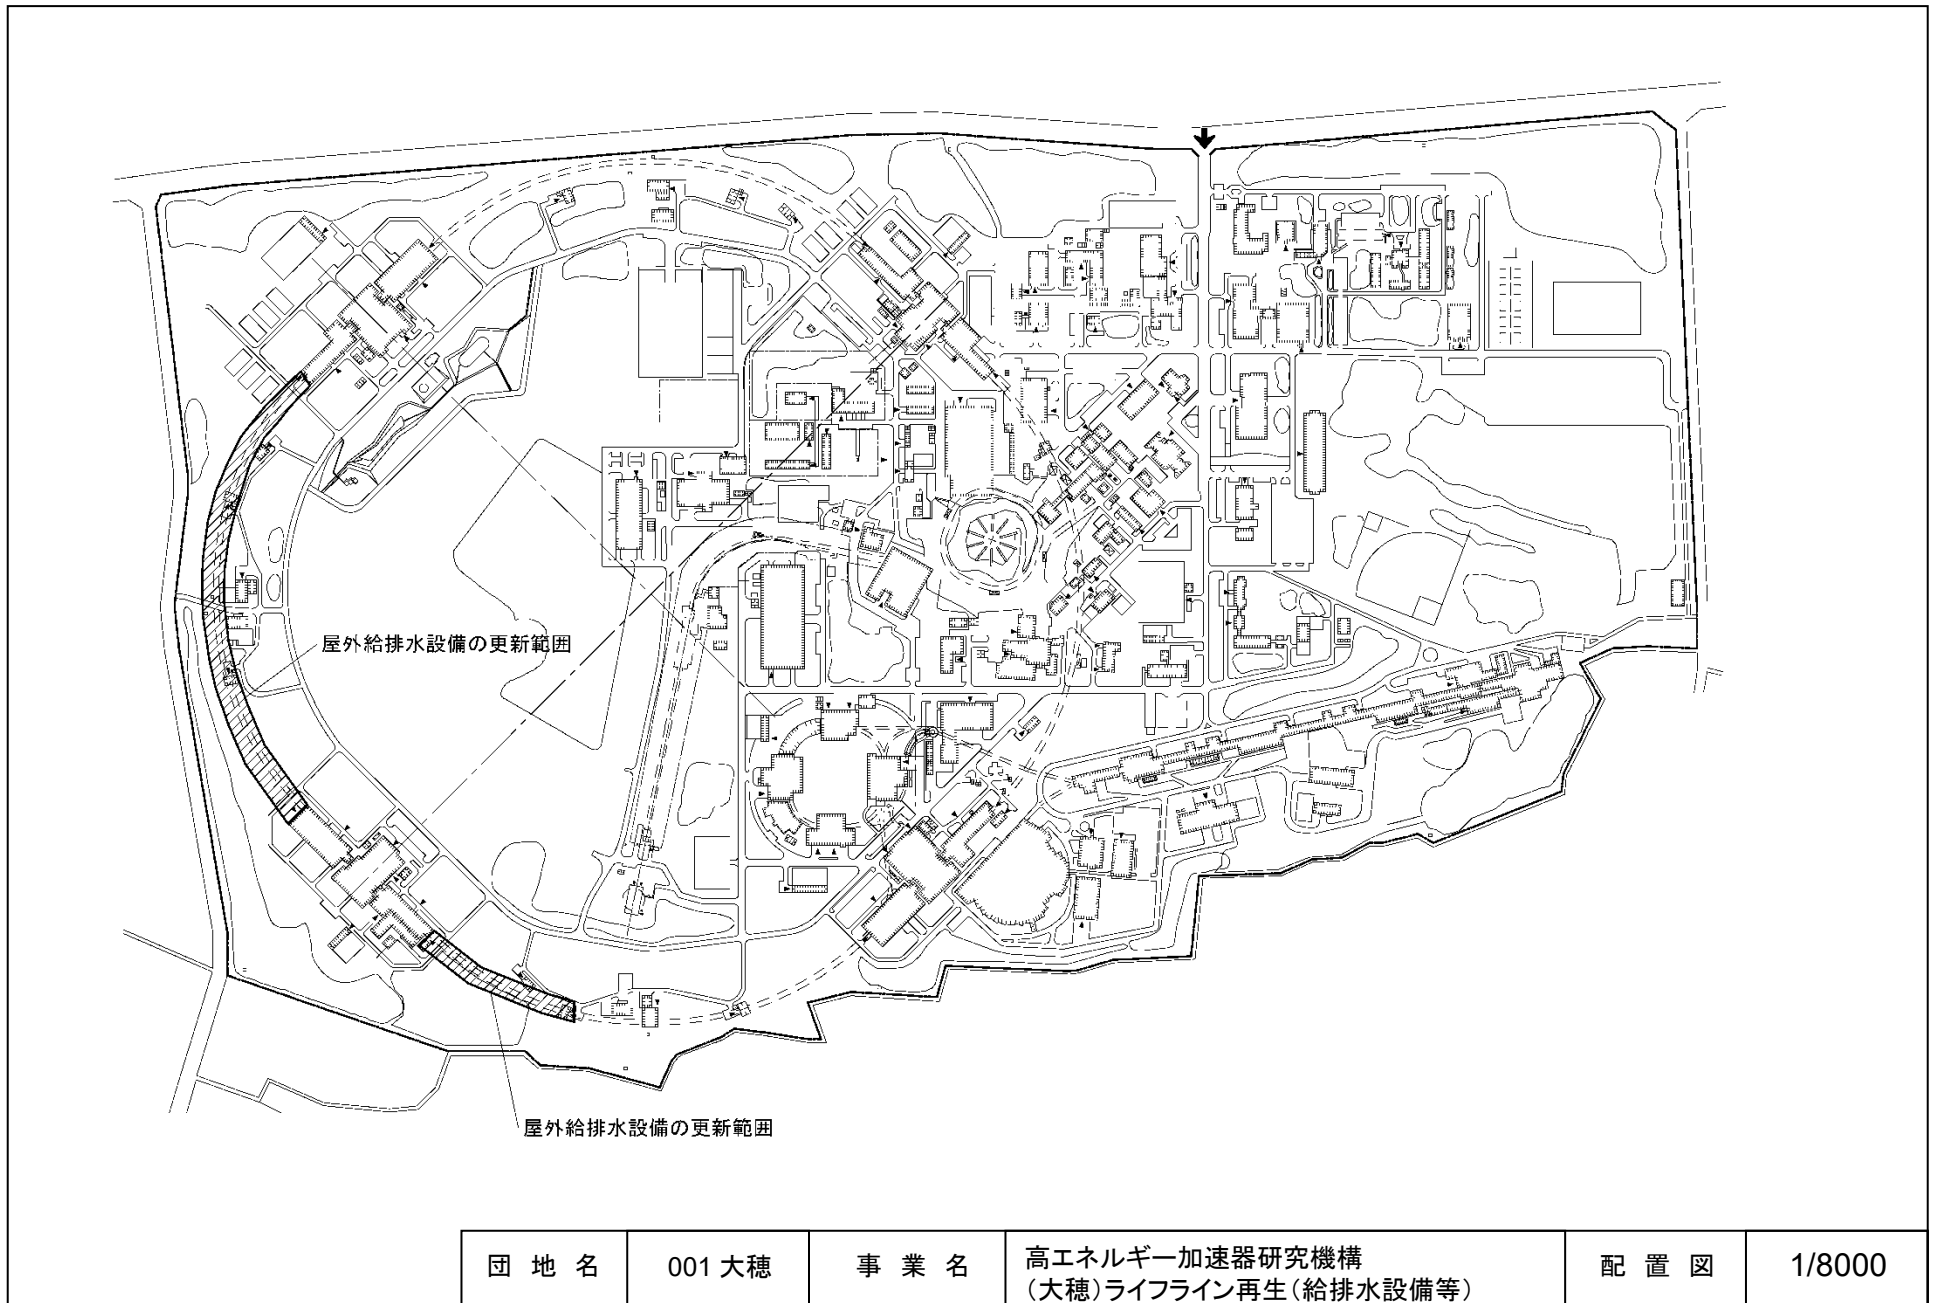 屋外給排水設備の更新範囲
屋外給排水設備の更新範囲
団 地 名
001 大穂
事 業 名
高エネルギー加速器研究機構
(大穂)ライフライン再生(給排水設備等)
配 置 図
1/8000